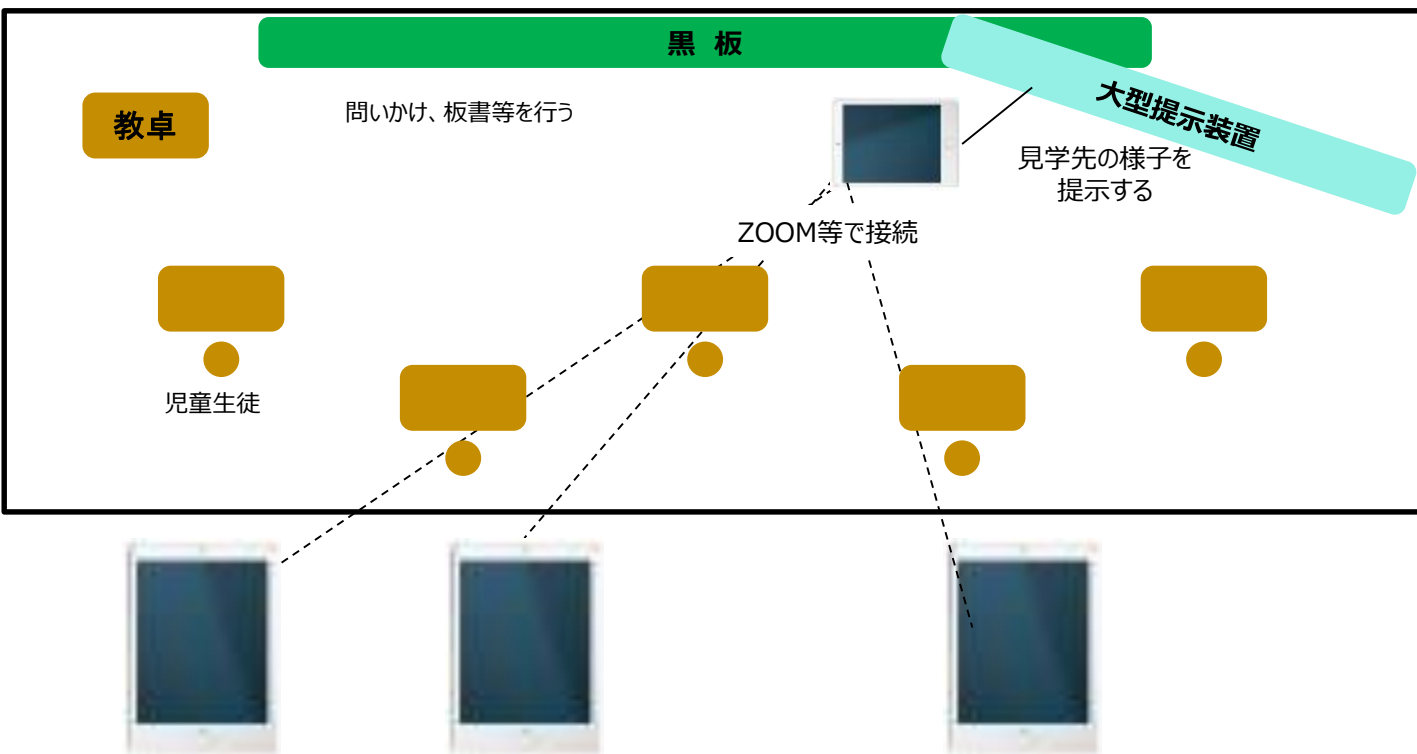 黒 板
大型提示装置
教卓
問いかけ、板書等を行う
見学先の様子を
提示する
ZOOM等で接続
児童生徒